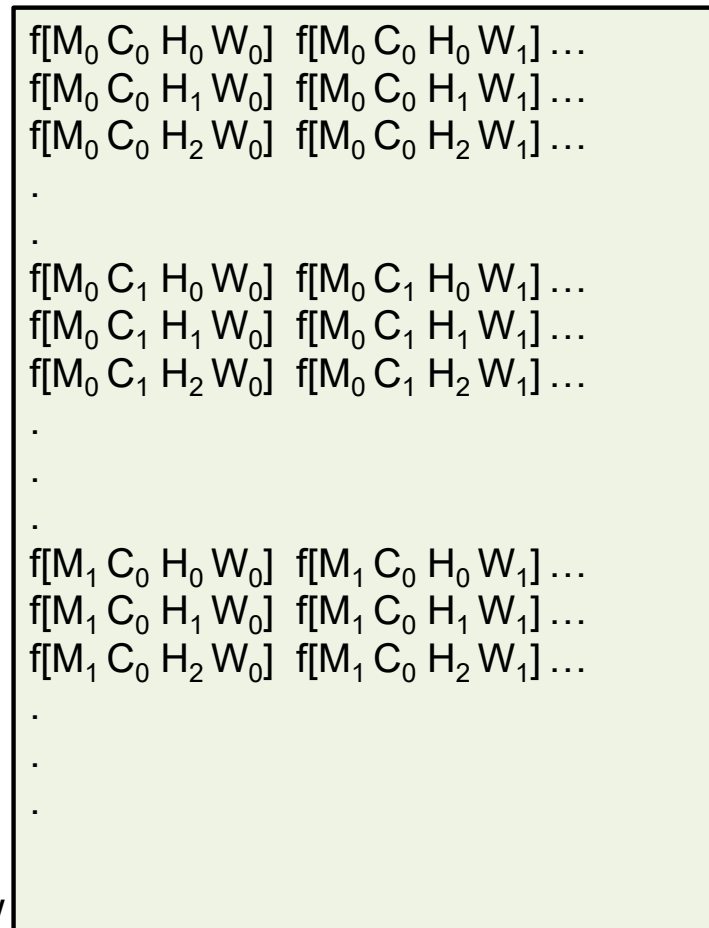 f[M₀ C₀ H₀ W₀] f[M₀ C₀ H₀ W₁] …
f[M₀ C₀ H₁ W₀] f[M₀ C₀ H₁ W₁] …
f[M₀ C₀ H₂ W₀] f[M₀ C₀ H₂ W₁] …
.
.
f[M₀ C₁ H₀ W₀] f[M₀ C₁ H₀ W₁] …
f[M₀ C₁ H₁ W₀] f[M₀ C₁ H₁ W₁] …
f[M₀ C₁ H₂ W₀] f[M₀ C₁ H₂ W₁] …
.
.
.
f[M₁ C₀ H₀ W₀] f[M₁ C₀ H₀ W₁] …
f[M₁ C₀ H₁ W₀] f[M₁ C₀ H₁ W₁] …
f[M₁ C₀ H₂ W₀] f[M₁ C₀ H₂ W₁] …
.
.
.